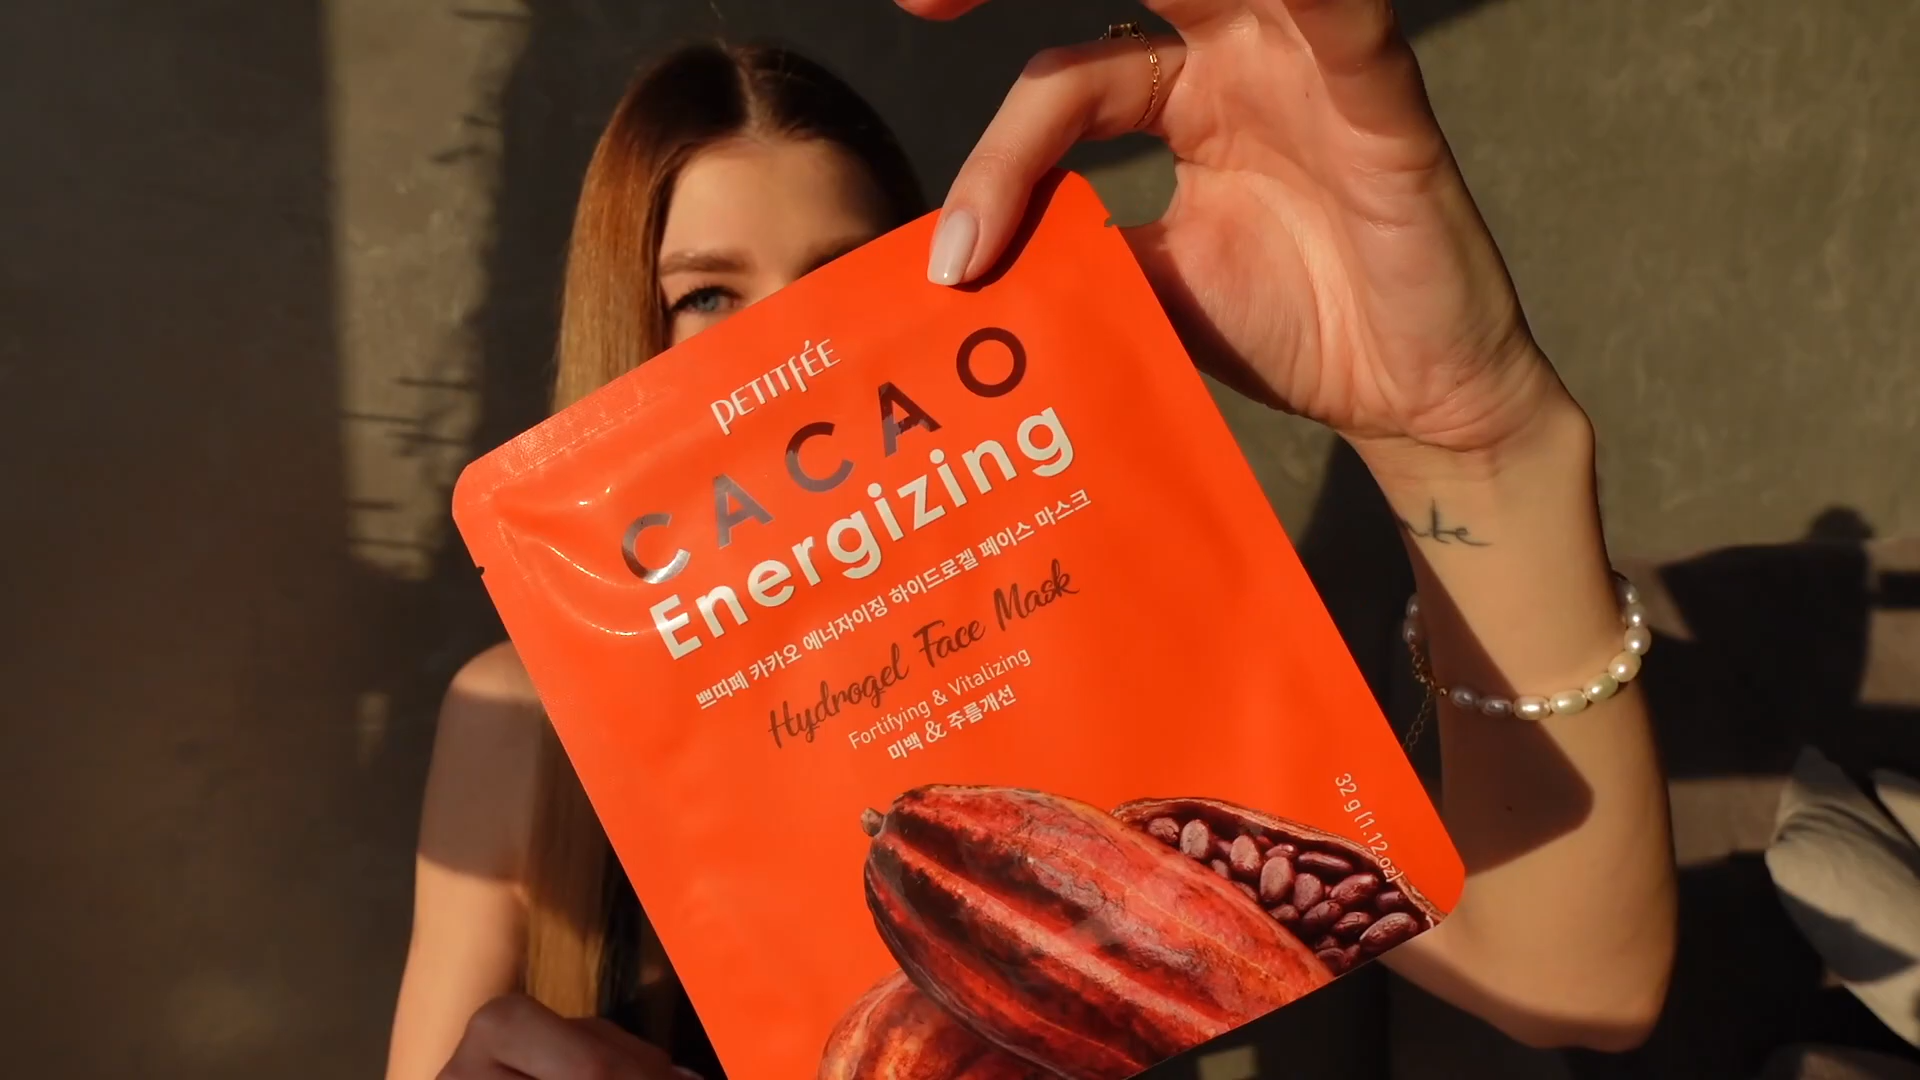 PETITFÉE
CACAO
Energizing
쁘띠페 카카오 에너자이징 하이드로겔 페이스 마스크
Hydrogel Face Mask
Fortifying & Vitalizing
미백 & 주름개선
32 g (1.12 oz)